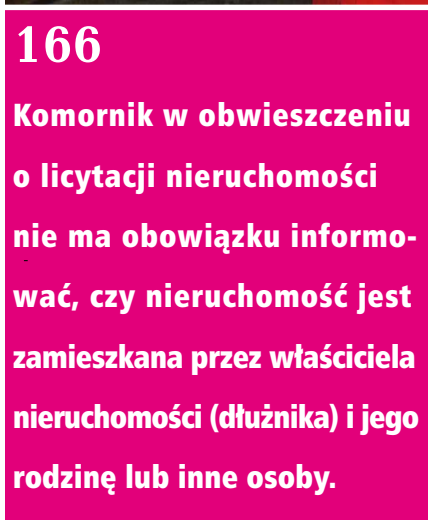 166
Komornik w obwieszczeniu
o licytacji nieruchomości
nie ma obowiązku informo-
wać, czy nieruchomość jest
zamieszkana przez właściciela
nieruchomości (dłużnika) i jego
rodzinę lub inne osoby.